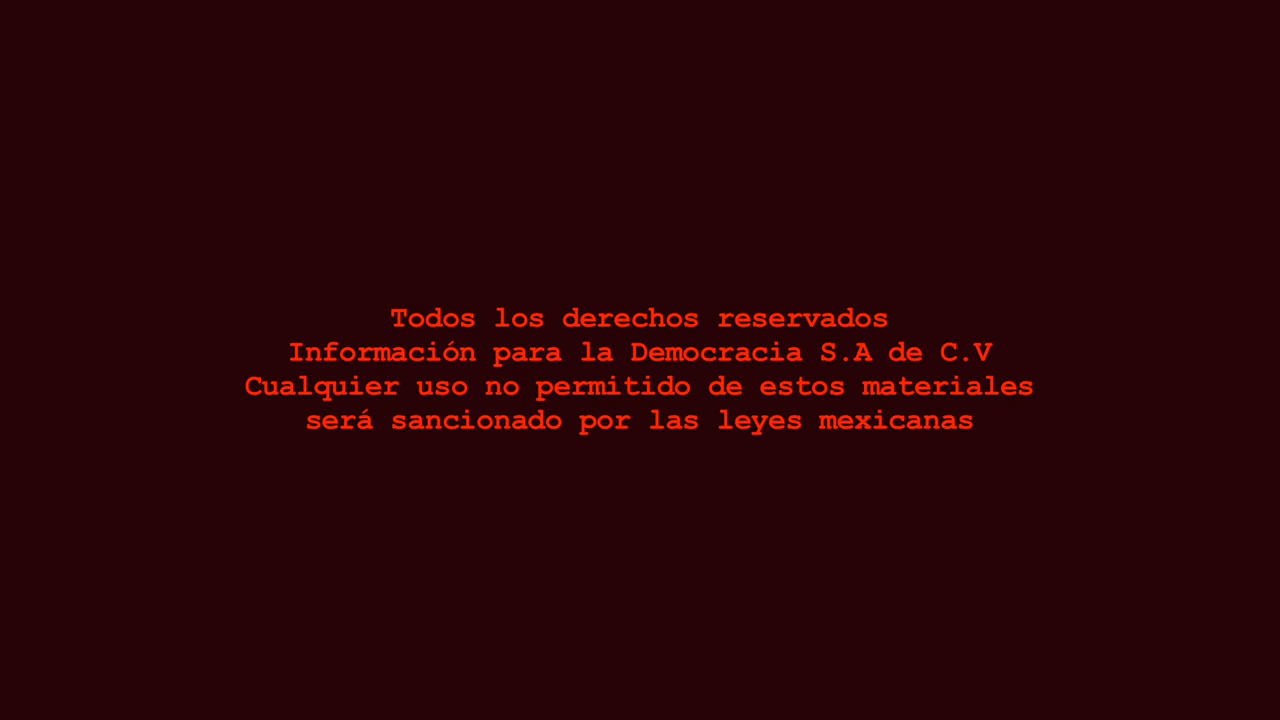 Todos los derechos reservados
Información para la Democracia S.A de C.V
Cualquier uso no permitido de estos materiales
será sancionado por las leyes mexicanas